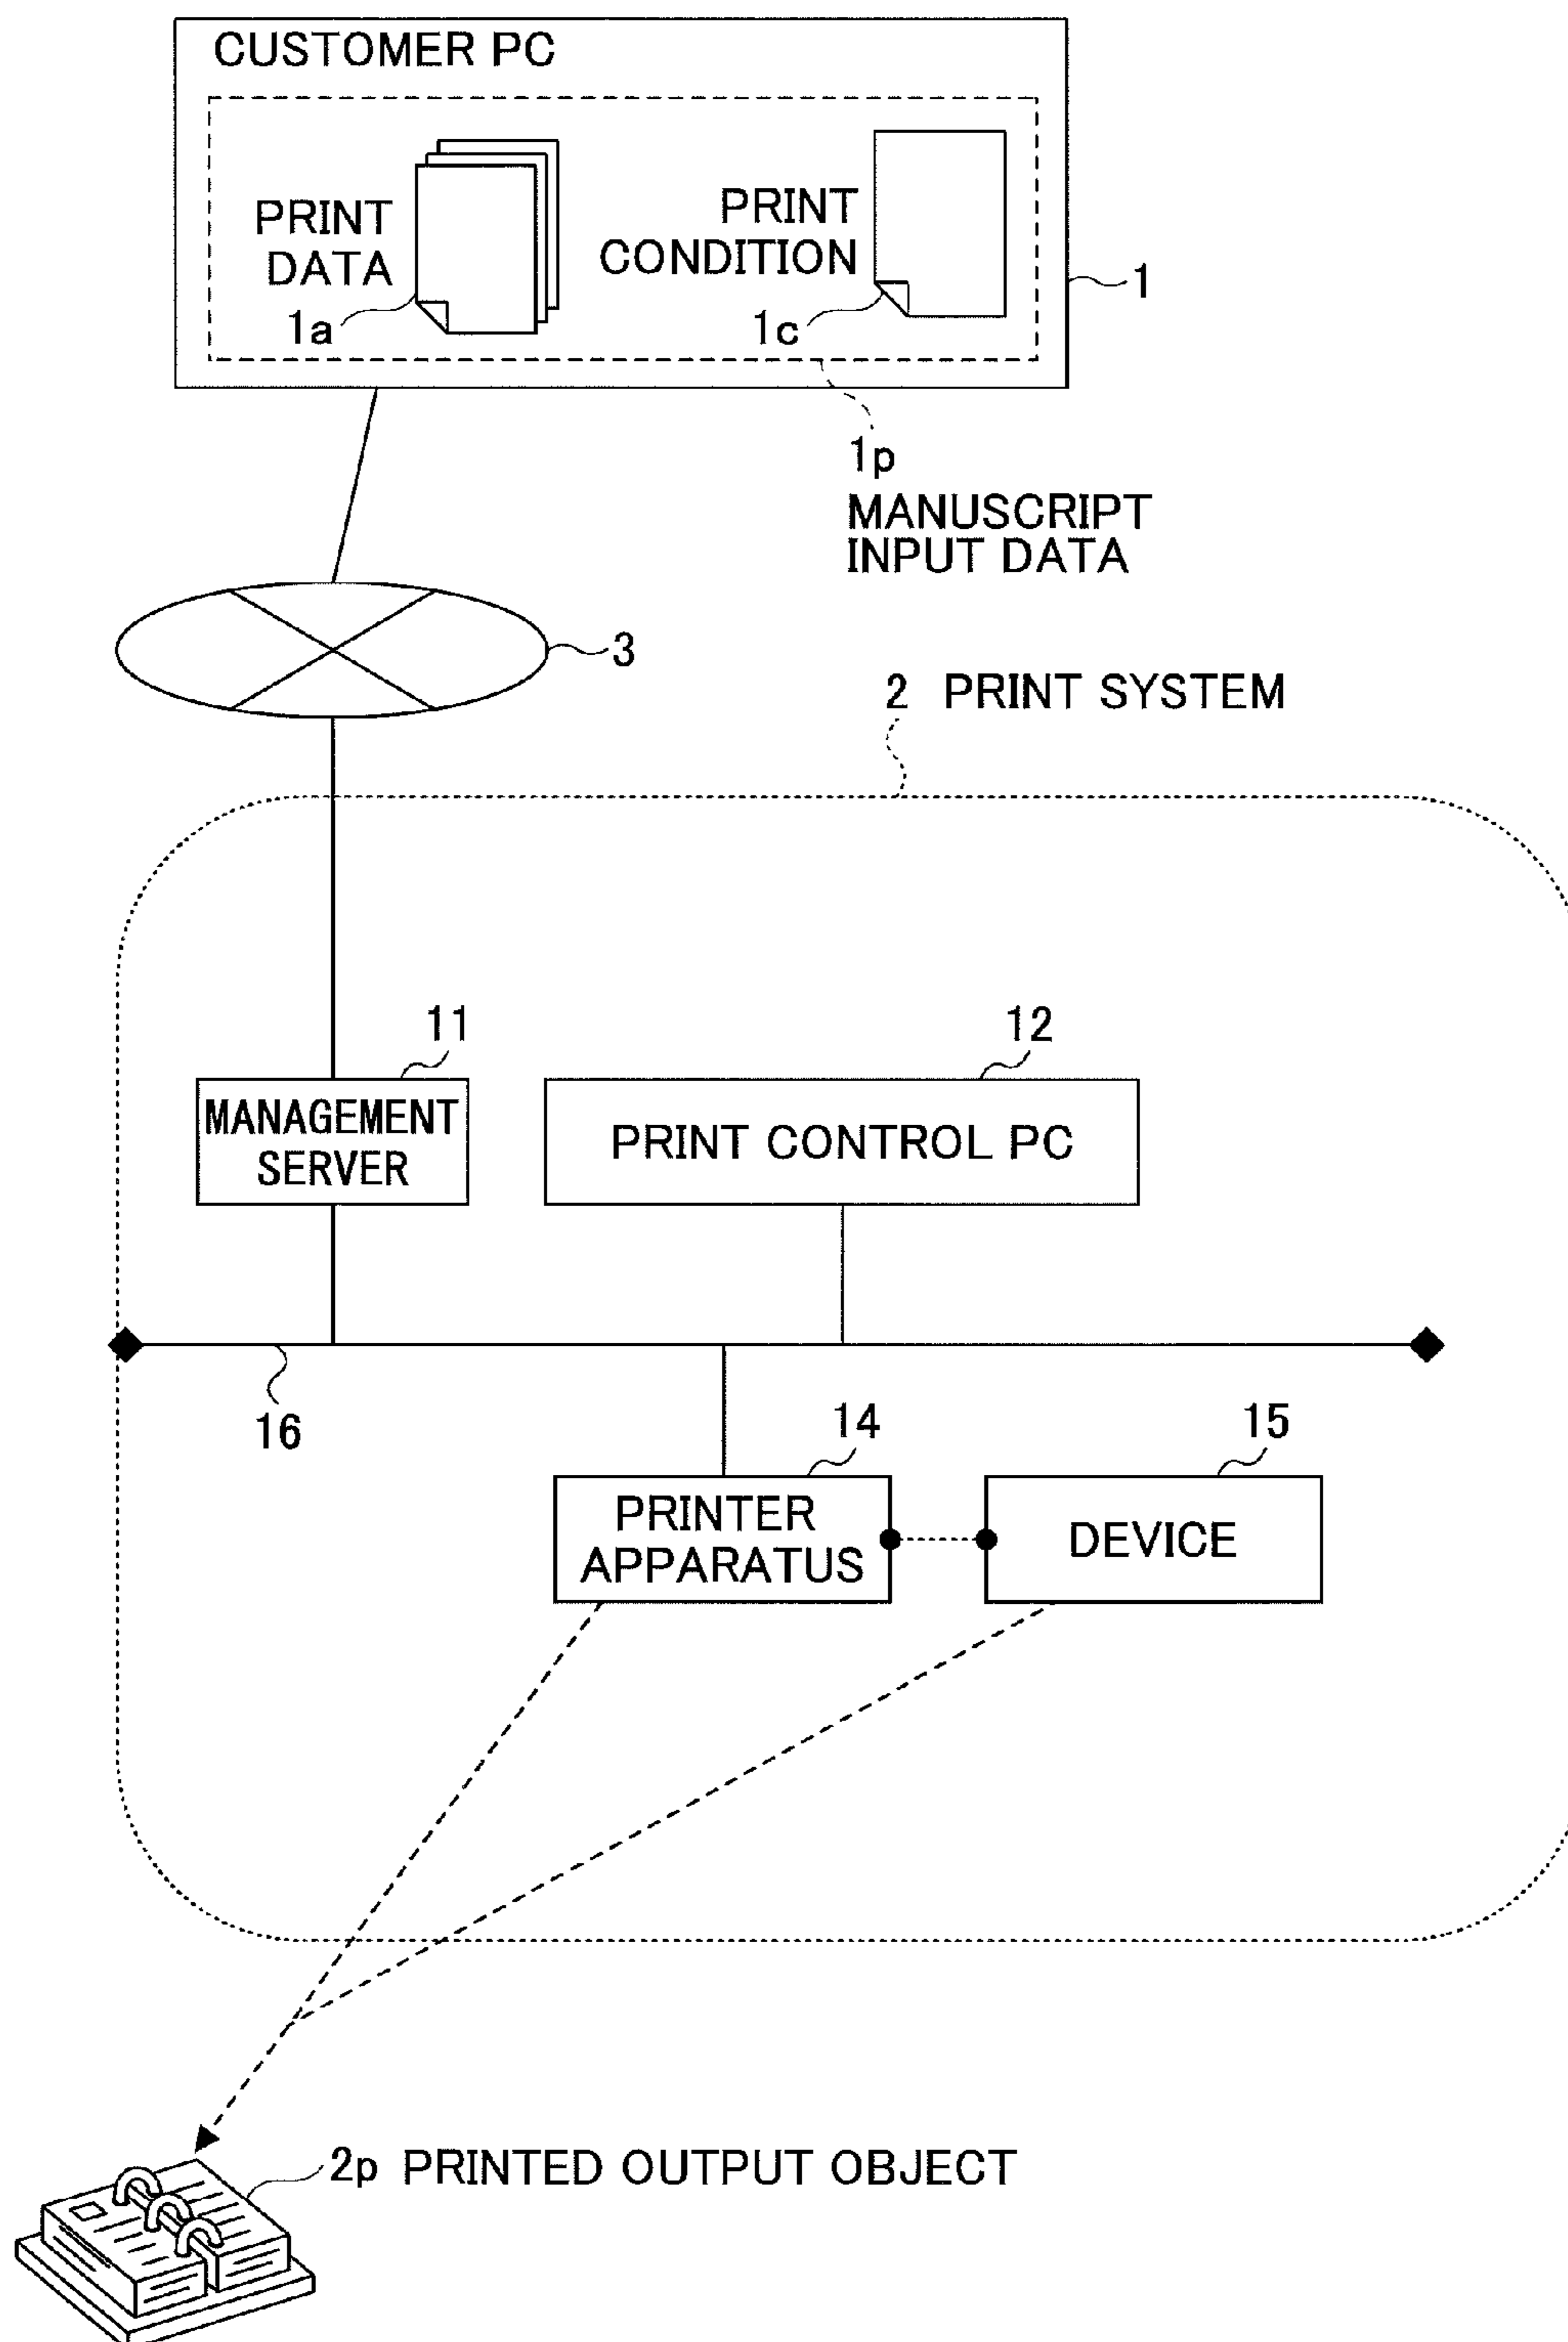 CUSTOMER PC
PRINT
DATA
1a
PRINT
CONDITION
1c
1
1p
MANUSCRIPT
INPUT DATA
3
2 PRINT SYSTEM
11
MANAGEMENT
SERVER
12
PRINT CONTROL PC
16
14
PRINTER
APPARATUS
15
DEVICE
2p PRINTED OUTPUT OBJECT